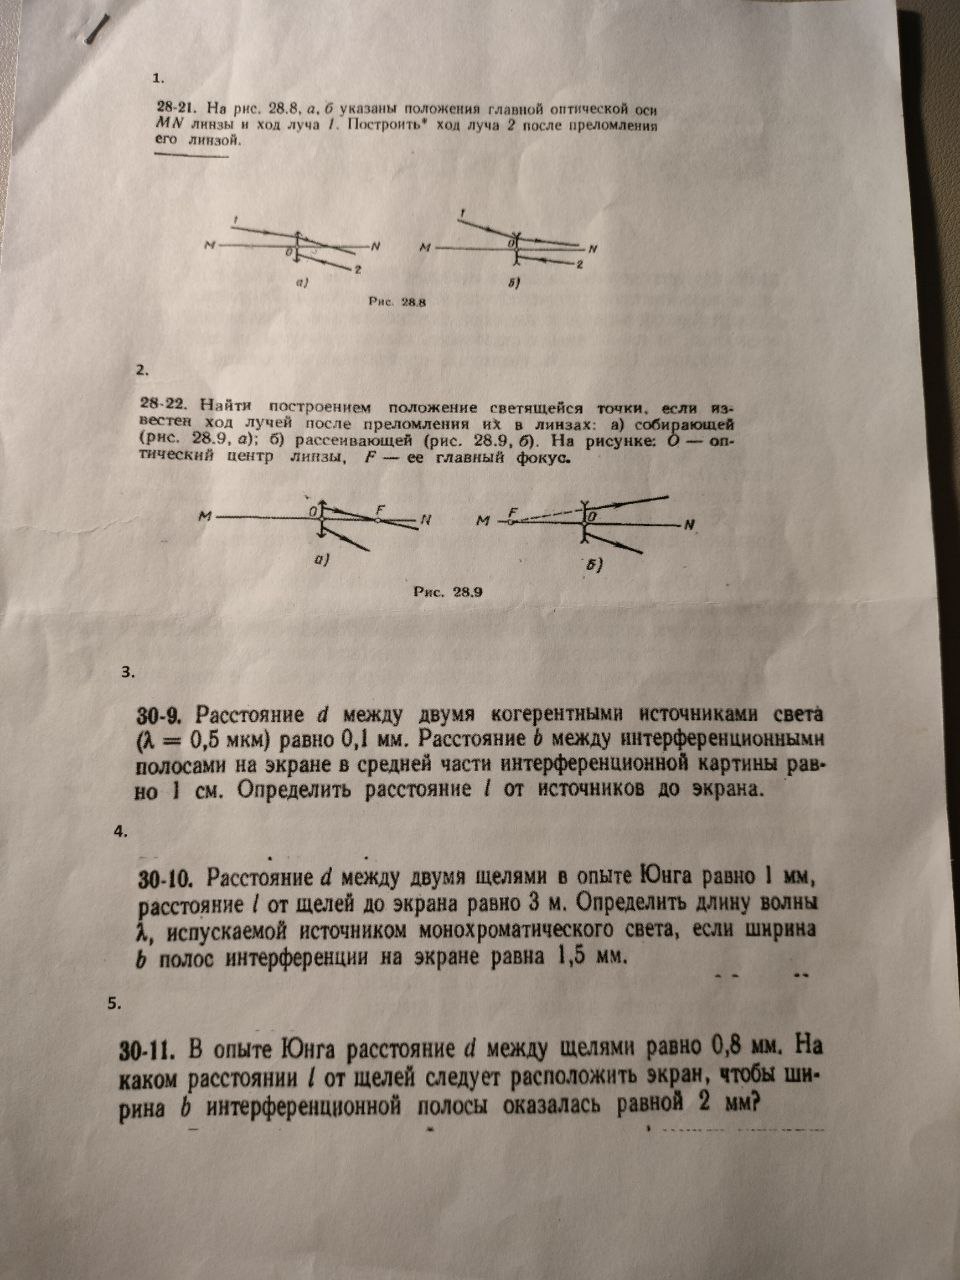 1.
28-21. На рис. 28.8, а, б указаны положения главной оптической оси
MN линзы и ход луча 1. Построить* ход луча 2 после преломления
его линзой.
1 1
M O N M O N
2 2
а) б)
Рис. 28.8
2.
28-22. Найти построением положение светящейся точки, если из-
вестен ход лучей после преломления их в линзах: а) собирающей
(рис. 28.9, а); б) рассеивающей (рис. 28.9, б). На рисунке: O — оп-
тический центр линзы, F — ее главный фокус.
M O F N M F O N
а) б)
Рис. 28.9
3.
30-9. Расстояние d между двумя когерентными источниками света
(λ = 0,5 мкм) равно 0,1 мм. Расстояние b между интерференционными
полосами на экране в средней части интерференционной картины рав-
но 1 см. Определить расстояние l от источников до экрана.
4.
30-10. Расстояние d между двумя щелями в опыте Юнга равно 1 мм,
расстояние l от щелей до экрана равно 3 м. Определить длину волны
λ, испускаемой источником монохроматического света, если ширина
b полос интерференции на экране равна 1,5 мм.
5.
30-11. В опыте Юнга расстояние d между щелями равно 0,8 мм. На
каком расстоянии l от щелей следует расположить экран, чтобы ши-
рина b интерференционной полосы оказалась равной 2 мм?